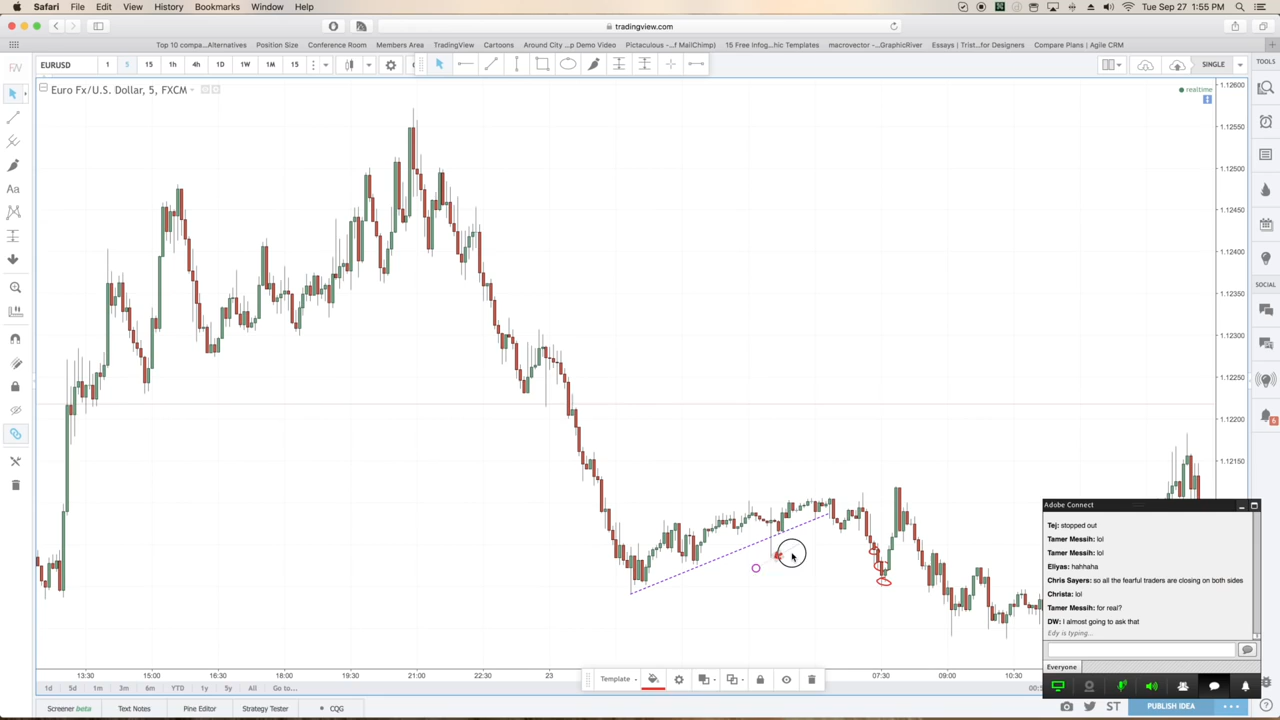 Safari File Edit View History Bookmarks Window Help
Tue Sep 27 1:55 PM
tradingview.com
Top 10 compa...Alternatives Position Size Conference Room Members Area TradingView Cartoons Around City ...p Demo Video Pictaculous - ...f MailChimp) 15 Free Infog...hic Templates macrovector - ...GraphicRiver Essays | Trist...for Designers Compare Plans | Agile CRM
EURUSD 1 5 15 1h 4h 1D 1W 1M 15 SINGLE TOOLS
Euro Fx/U.S. Dollar, 5, FXCM
realtime
1.12600
1.12550
1.12500
1.12450
1.12400
1.12350
1.12300
1.12250
1.12200
1.12150
SOCIAL
6
Adobe Connect
Tej: stopped out
Tamer Messih: lol
Tamer Messih: lol
Eliyas: hahhaha
Chris Sayers: so all the fearful traders are closing on both sides
Christa: lol
Tamer Messih: for real?
DW: I almost going to ask that
Edy is typing...
Everyone
13:30 15:00 16:30 18:00 19:30 21:00 22:30 23 07:30 09:00 10:30
Template
1d 5d 1m 3m 6m YTD 1y 5y All Go to...
Screener beta Text Notes Pine Editor Strategy Tester CQG
ST PUBLISH IDEA